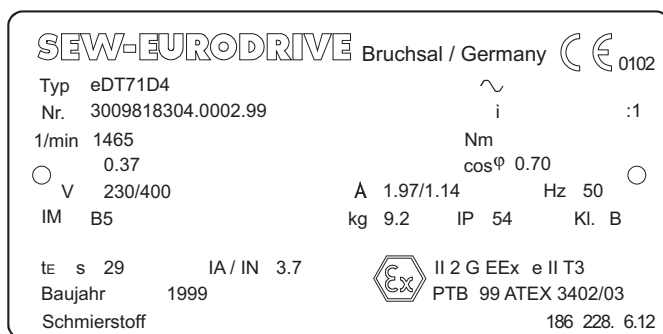 SEW-EURODRIVE Bruchsal / Germany CE 0102
Typ eDT71D4 ~
Nr. 3009818304.0002.99 i :1
1/min 1465 Nm
0.37 cosφ 0.70
V 230/400 A 1.97/1.14 Hz 50
IM B5 kg 9.2 IP 54 Kl. B
tE s 29 IA / IN 3.7 Ex II 2 G EEx e II T3
Baujahr 1999 PTB 99 ATEX 3402/03
Schmierstoff 186 228. 6.12